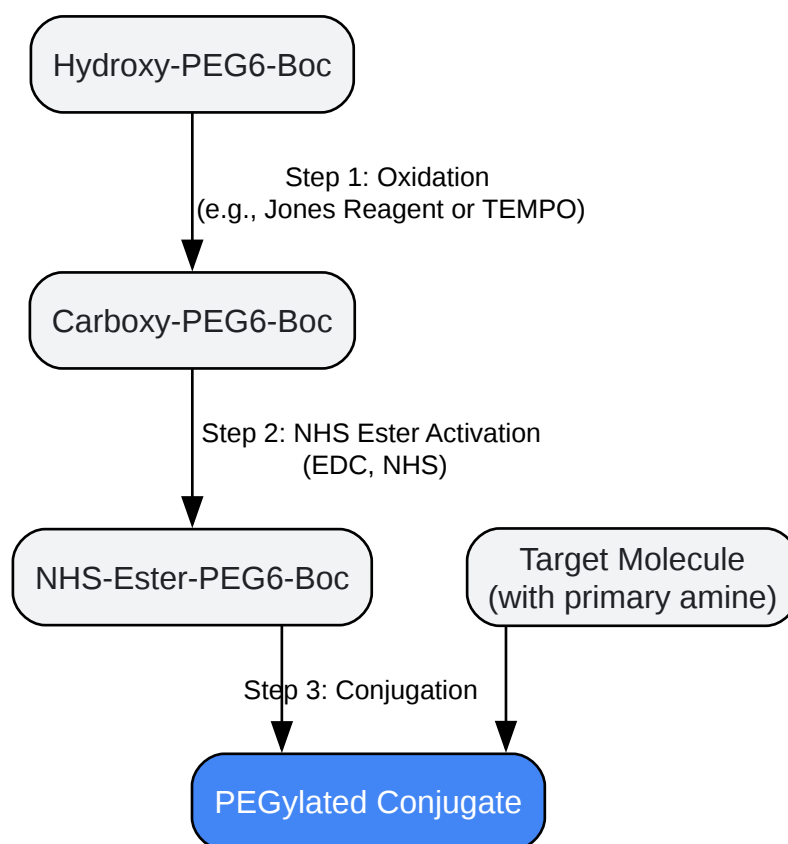 Hydroxy-PEG6-Boc
Step 1: Oxidation
(e.g., Jones Reagent or TEMPO)
Carboxy-PEG6-Boc
Step 2: NHS Ester Activation
(EDC, NHS)
NHS-Ester-PEG6-Boc
Target Molecule
(with primary amine)
Step 3: Conjugation
PEGylated Conjugate